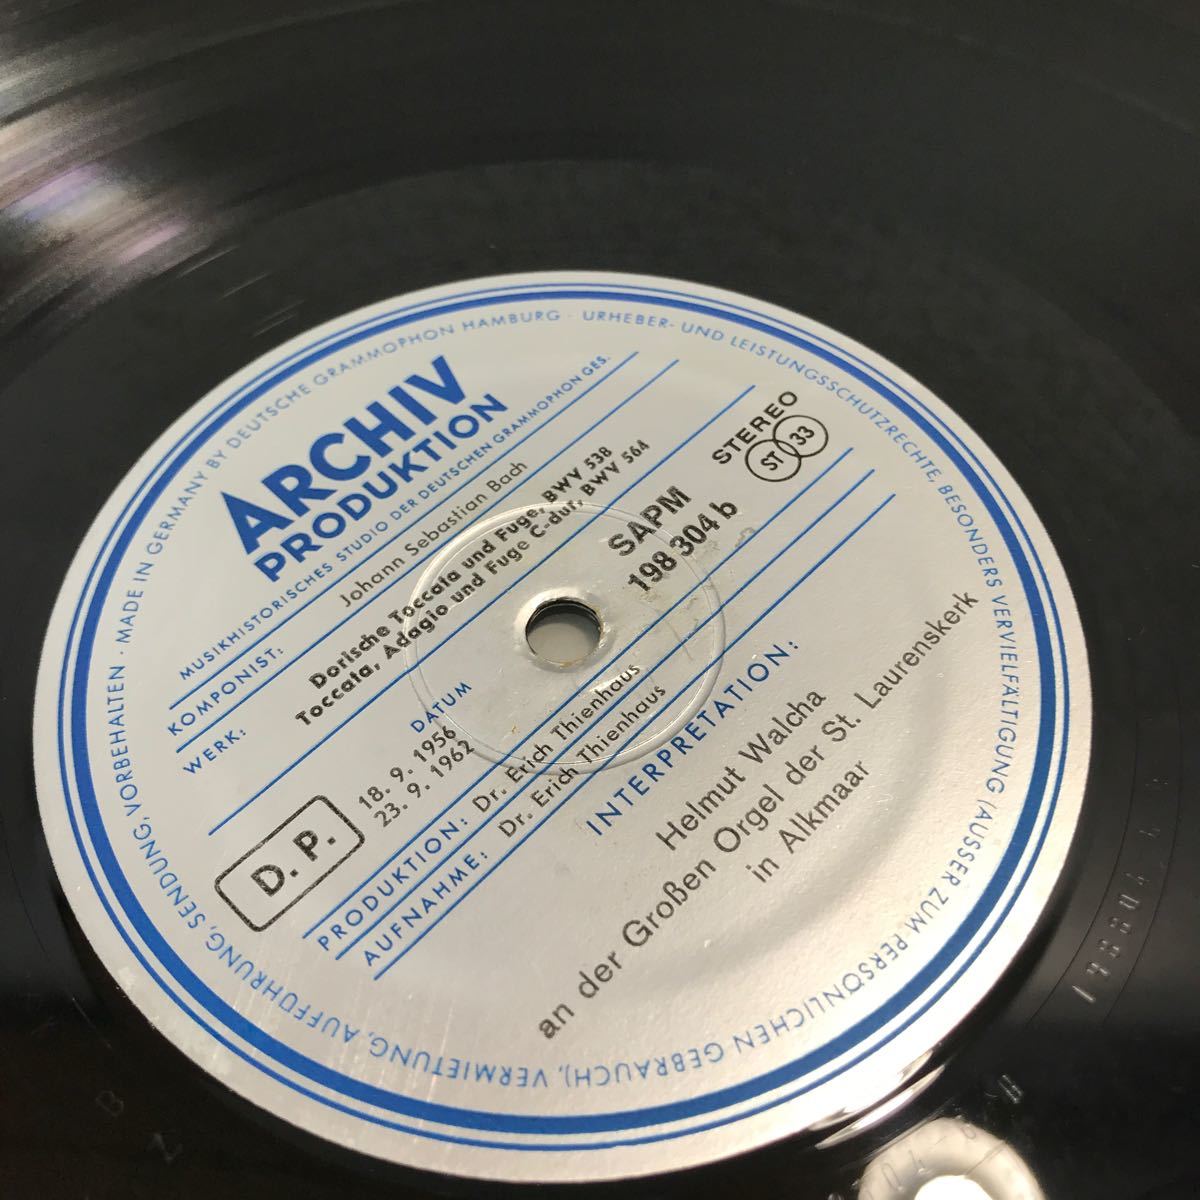 MADE IN GERMANY BY DEUTSCHE GRAMMOPHON HAMBURG · URHEBER- UND LEISTUNGSSCHUTZRECHTE, BESONDERS VERVIELFÄLTIGUNG (AUSSER ZUM PERSÖNLICHEN GEBRAUCH), VERMIETUNG, AUFFÜHRUNG, SENDUNG, VORBEHALTEN ·
ARCHIV
PRODUKTION
MUSIKHISTORISCHES STUDIO DER DEUTSCHEN GRAMMOPHON GES.
KOMPONIST: Johann Sebastian Bach
WERK: Dorische Toccata und Fuge, BWV 538
Toccata, Adagio und Fuge C-dur, BWV 564
STEREO
ST 33
SAPM
198 304 b
DATUM
18. 9. 1956
23. 9. 1962
D. P.
PRODUKTION: Dr. Erich Thienhaus
AUFNAHME: Dr. Erich Thienhaus
INTERPRETATION:
Helmut Walcha
an der Großen Orgel der St. Laurenskerk
in Alkmaar